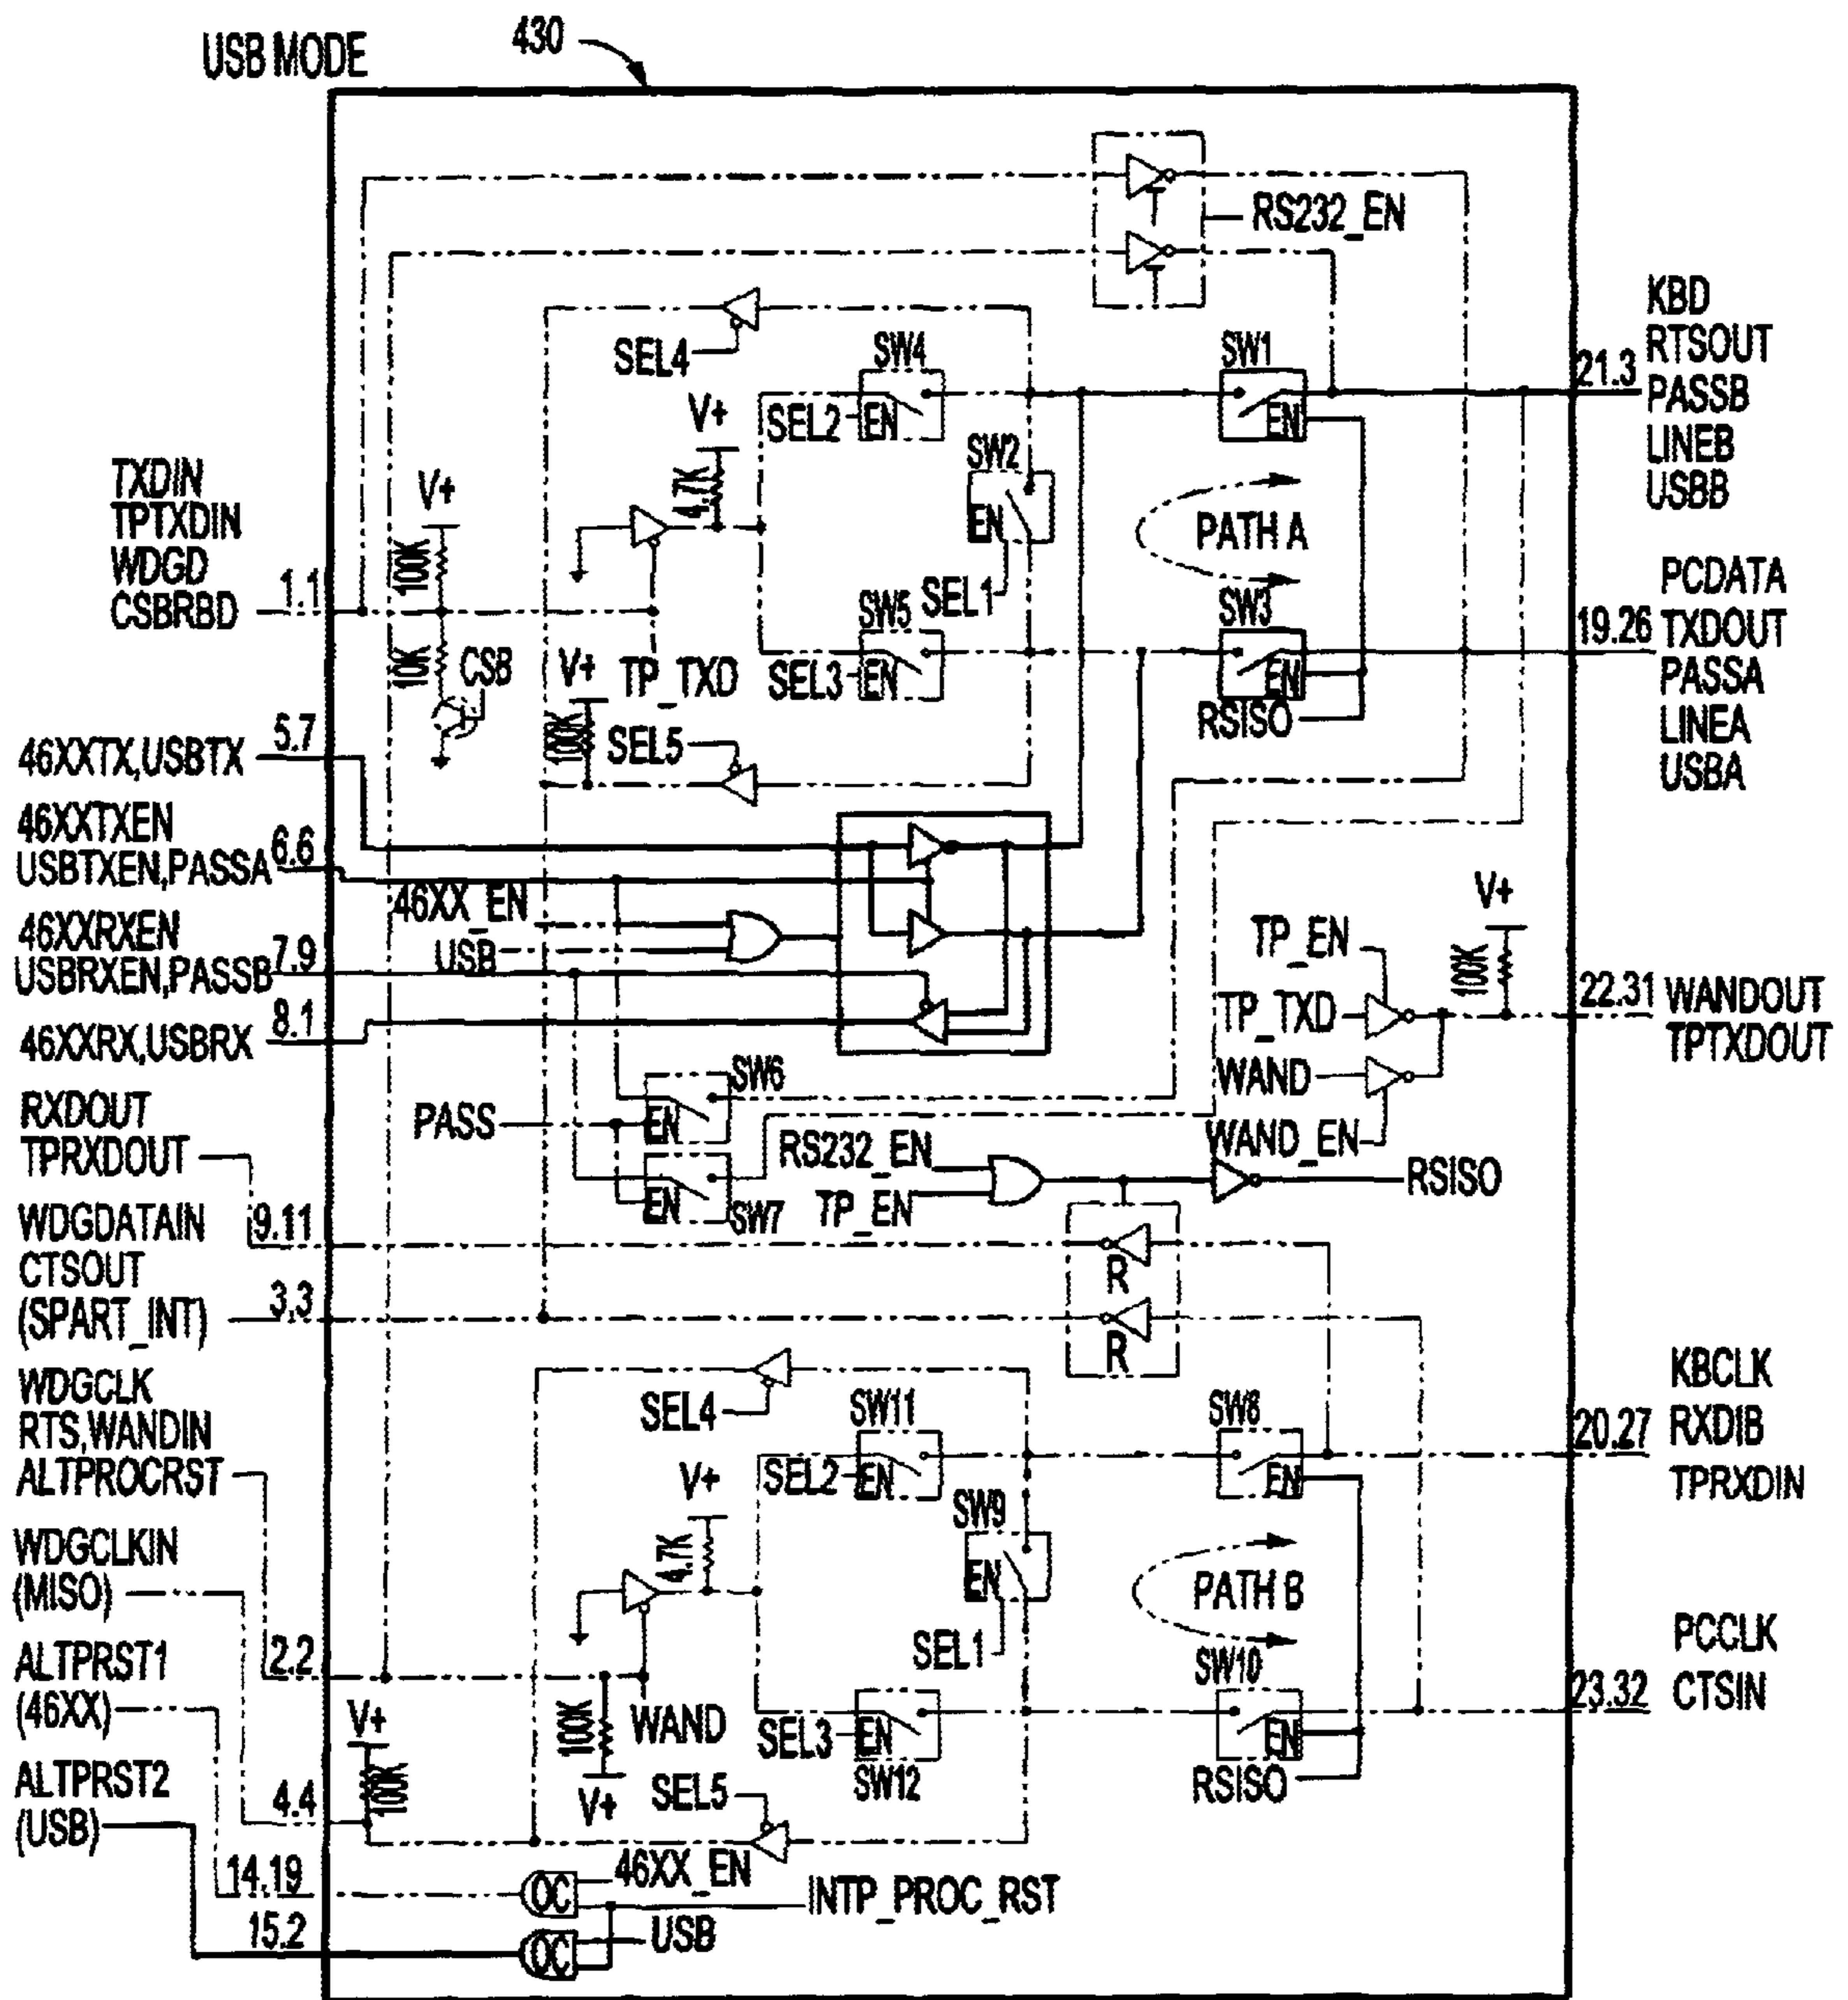 USB MODE
430
RS232_EN
KBD
RTSOUT
21.3
PASSB
LINEB
USBB
SEL4
SW4
SW1
V+
SEL2
EN
EN
SW2
4.7K
EN
PATH A
TXDIN
TPTXDIN
WDGD
CSBRBD
1.1
V+
100K
10K
CSB
SEL1
SW5
SW3
PCDATA
19.26
TXDOUT
PASSA
LINEA
USBA
V+
TP_TXD
SEL3
EN
EN
RSISO
100K
SEL5
46XXTX,USBTX
5.7
46XXTXEN
USBTXEN,PASSA
6.6
46XX_EN
USB
46XXRXEN
USBRXEN,PASSB
7.9
46XXRX,USBRX
8.1
V+
TP_EN
100K
TP_TXD
22.31
WANDOUT
TPTXDOUT
WAND
WAND_EN
RXDOUT
TPRXDOUT
9.11
PASS
SW6
EN
EN
SW7
RS232_EN
TP_EN
RSISO
WDGDATAIN
CTSOUT
(SPART_INT)
3.3
R
R
WDGCLK
RTS,WANDIN
ALTPROCRST
2.2
SEL4
SW11
SW8
KBCLK
20.27
RXDIB
TPRXDIN
V+
SEL2
EN
EN
SW9
4.7K
EN
PATH B
WDGCLKIN
(MISO)
4.4
SEL1
SW10
PCCLK
23.32
CTSIN
ALTPRST1
(46XX)
14.19
V+
100K
100K
WAND
V+
SEL3
EN
SW12
EN
RSISO
SEL5
ALTPRST2
(USB)
15.2
OC
46XX_EN
INTP_PROC_RST
OC
USB